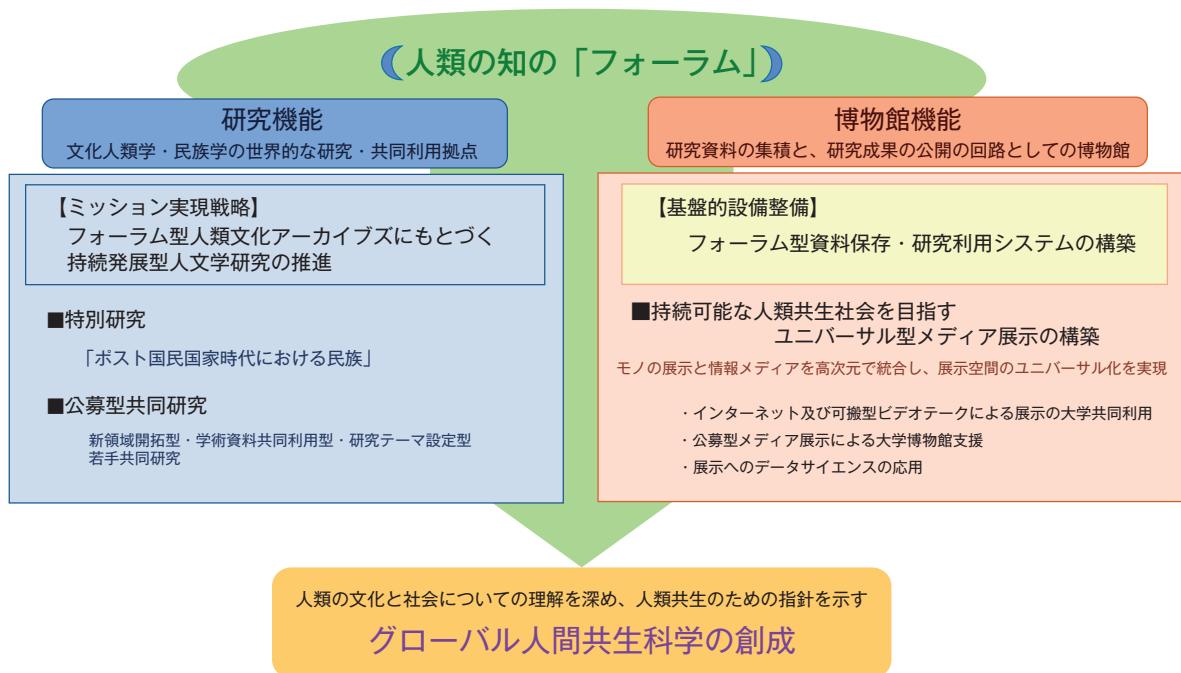 人類の知の「フォーラム」
研究機能
文化人類学・民族学の世界的な研究・共同利用拠点
【ミッション実現戦略】
フォーラム型人類文化アーカイブズにもとづく
持続発展型人文学研究の推進
■特別研究
「ポスト国民国家時代における民族」
■公募型共同研究
新領域開拓型・学術資料共同利用型・研究テーマ設定型
若手共同研究
博物館機能
研究資料の集積と、研究成果の公開の回路としての博物館
【基盤的設備整備】
フォーラム型資料保存・研究利用システムの構築
■持続可能な人類共生社会を目指す
ユニバーサル型メディア展示の構築
モノの展示と情報メディアを高次元で統合し、展示空間のユニバーサル化を実現
・インターネット及び可搬型ビデオテークによる展示の大学共同利用
・公募型メディア展示による大学博物館支援
・展示へのデータサイエンスの応用
人類の文化と社会についての理解を深め、人類共生のための指針を示す
グローバル人間共生科学の創成